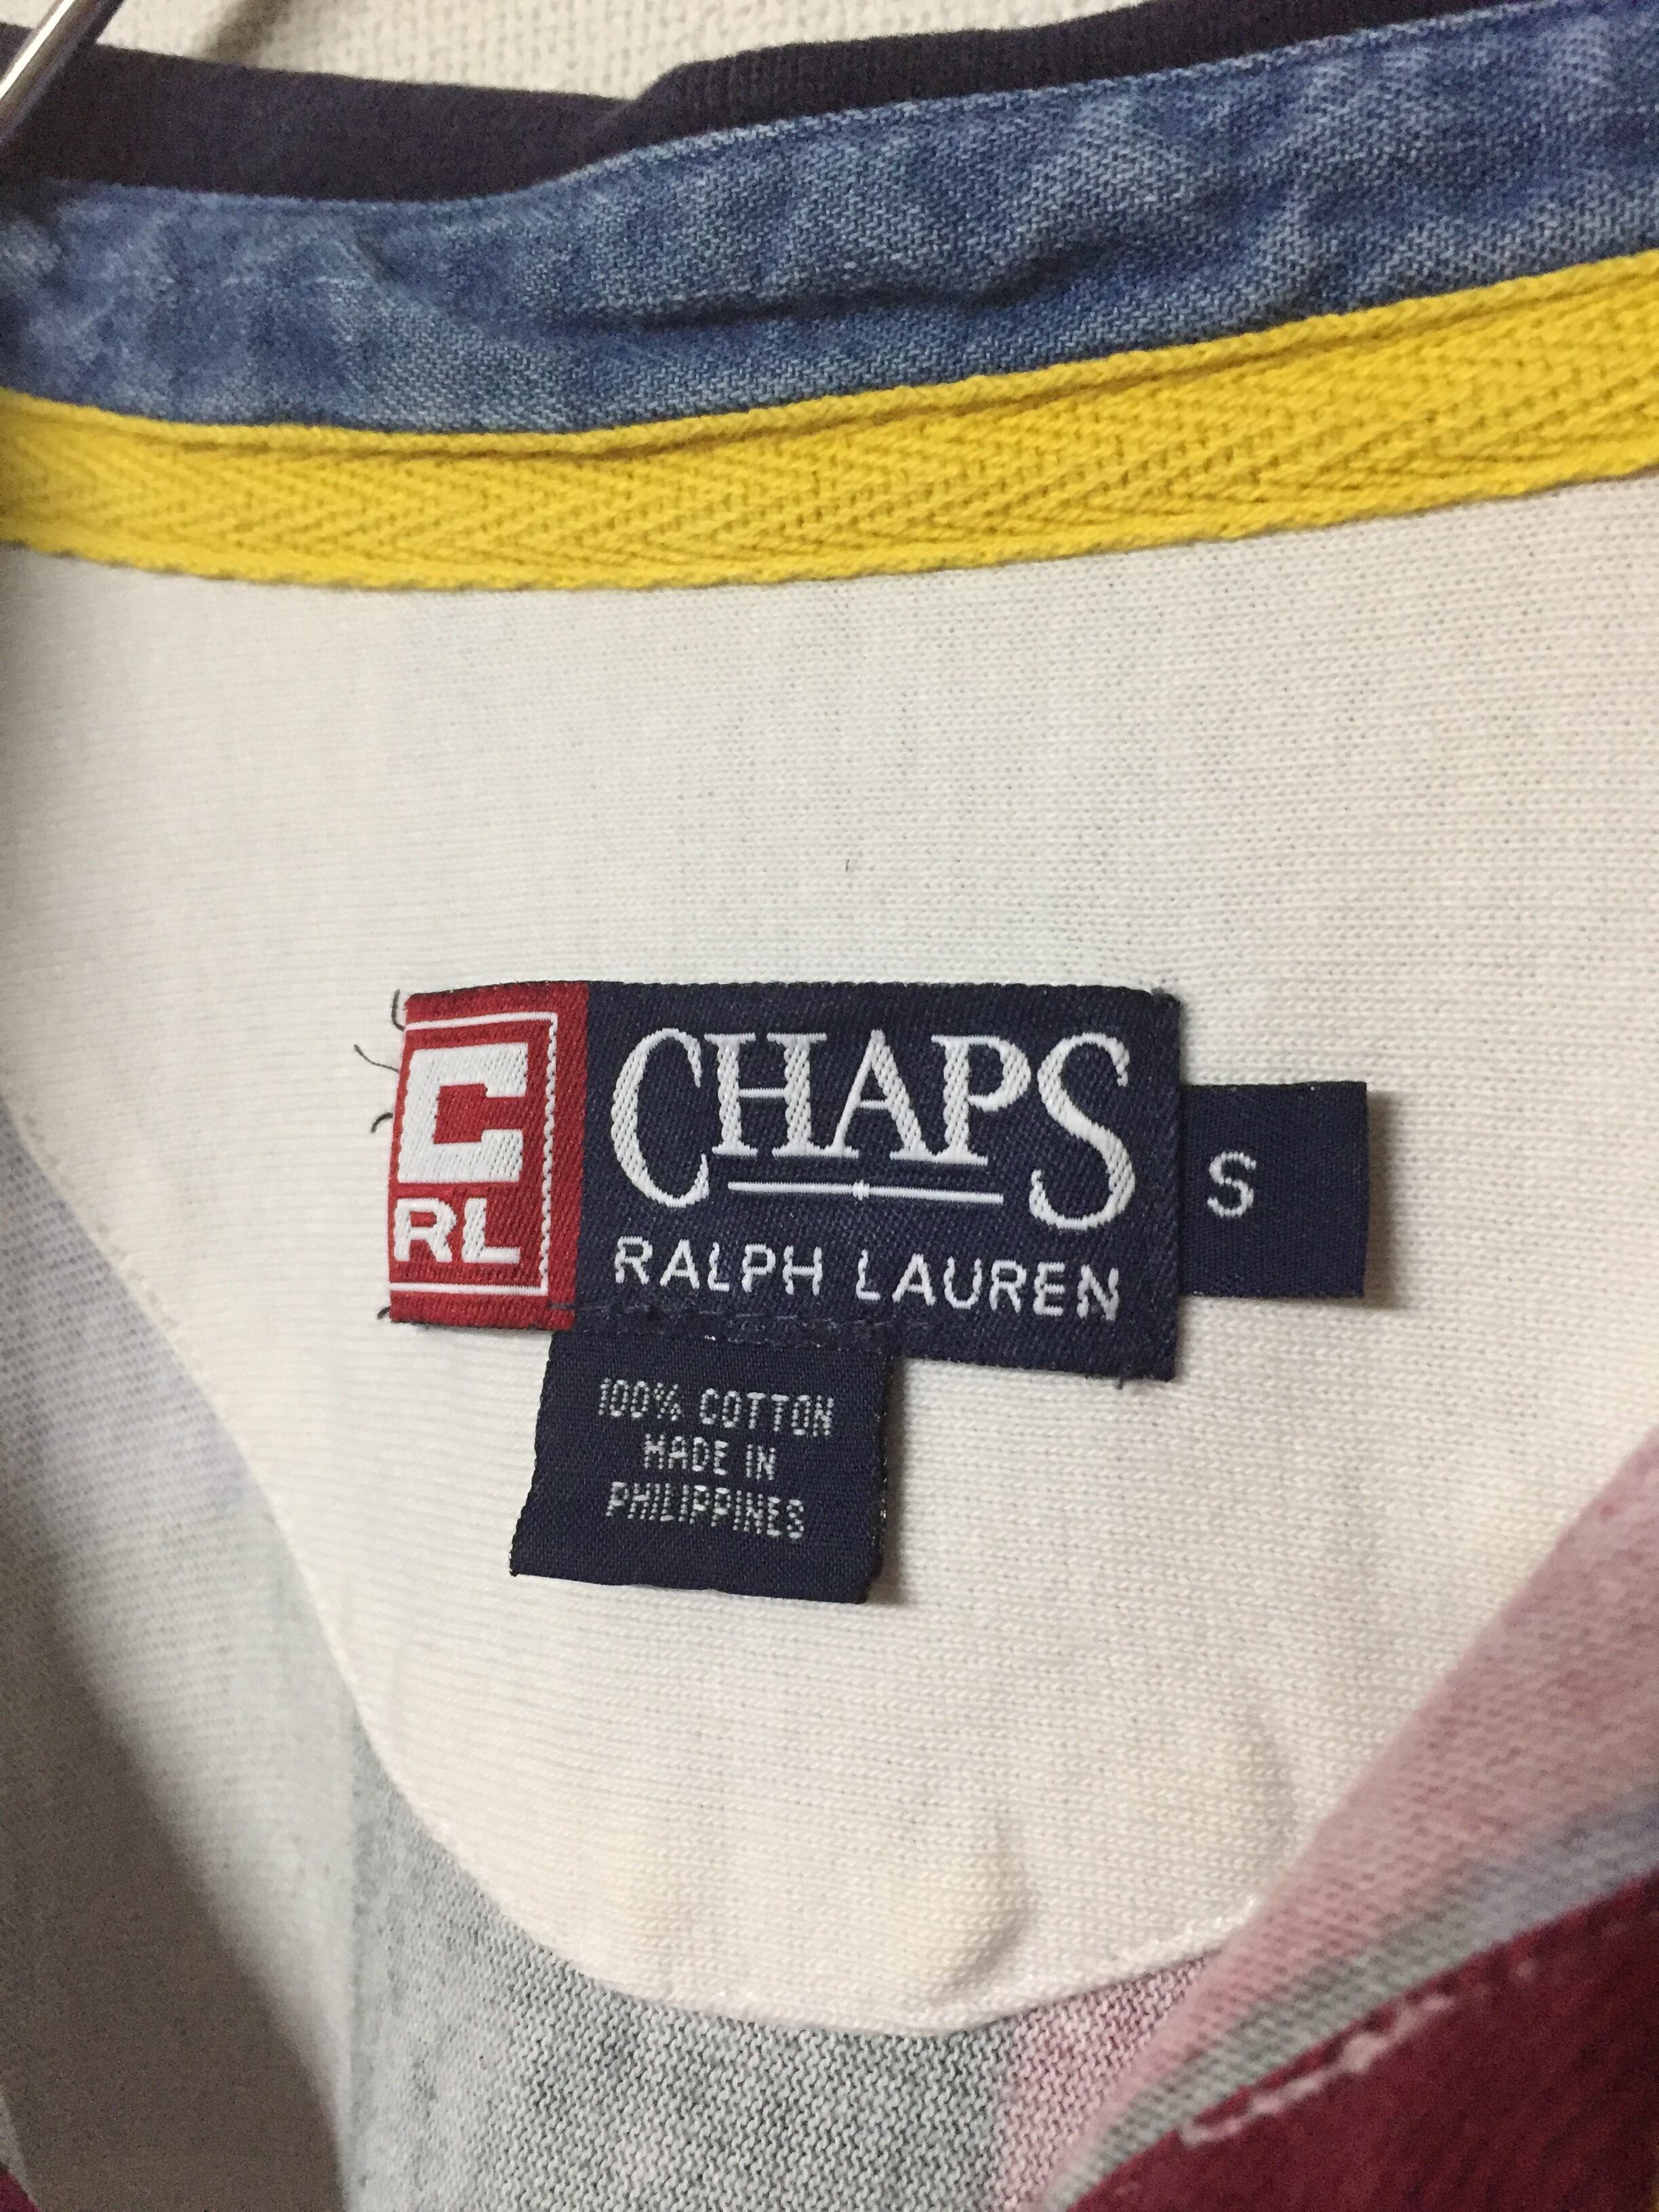 C
RL
CHAPS
RALPH LAUREN
S
100% COTTON
MADE IN
PHILIPPINES